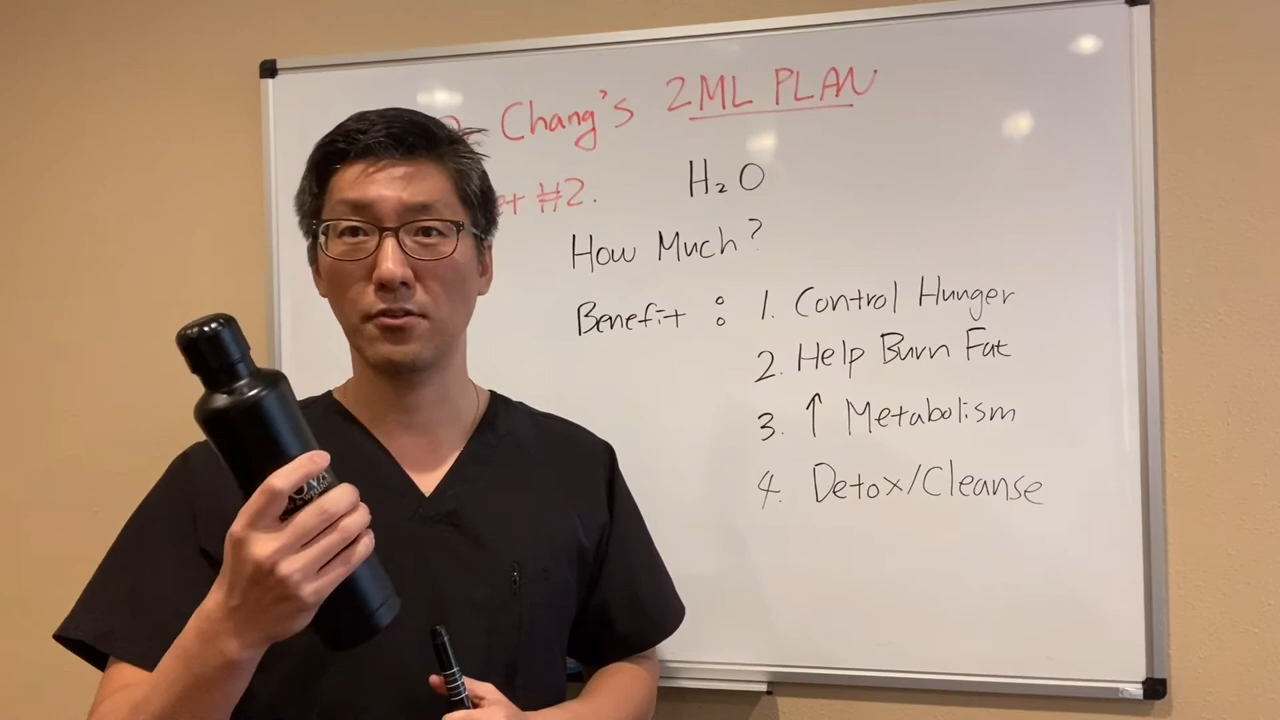 Chang's 2ML PLAN
#2. H₂O
How Much?
Benefit : 1. Control Hunger
2. Help Burn Fat
3. ↑ Metabolism
4. Detox/Cleanse